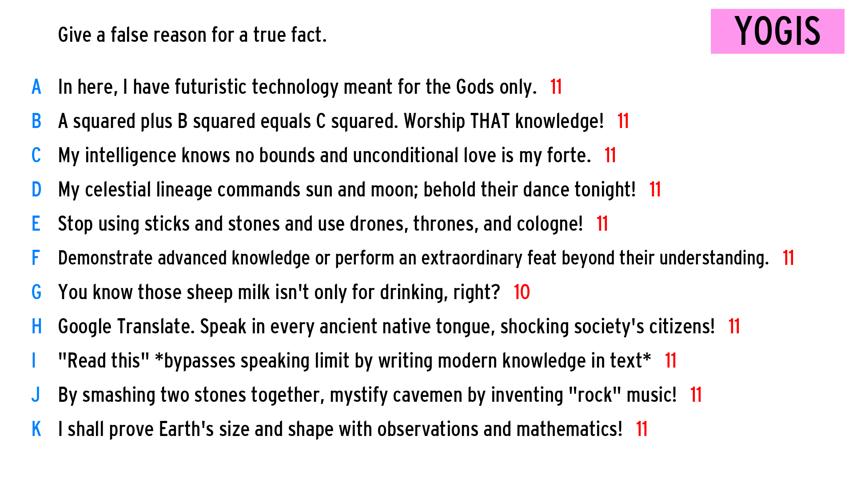 Give a false reason for a true fact.
YOGIS
A In here, I have futuristic technology meant for the Gods only. 11
B A squared plus B squared equals C squared. Worship THAT knowledge! 11
C My intelligence knows no bounds and unconditional love is my forte. 11
D My celestial lineage commands sun and moon; behold their dance tonight! 11
E Stop using sticks and stones and use drones, thrones, and cologne! 11
F Demonstrate advanced knowledge or perform an extraordinary feat beyond their understanding. 11
G You know those sheep milk isn't only for drinking, right? 10
H Google Translate. Speak in every ancient native tongue, shocking society's citizens! 11
I "Read this" *bypasses speaking limit by writing modern knowledge in text* 11
J By smashing two stones together, mystify cavemen by inventing "rock" music! 11
K I shall prove Earth's size and shape with observations and mathematics! 11